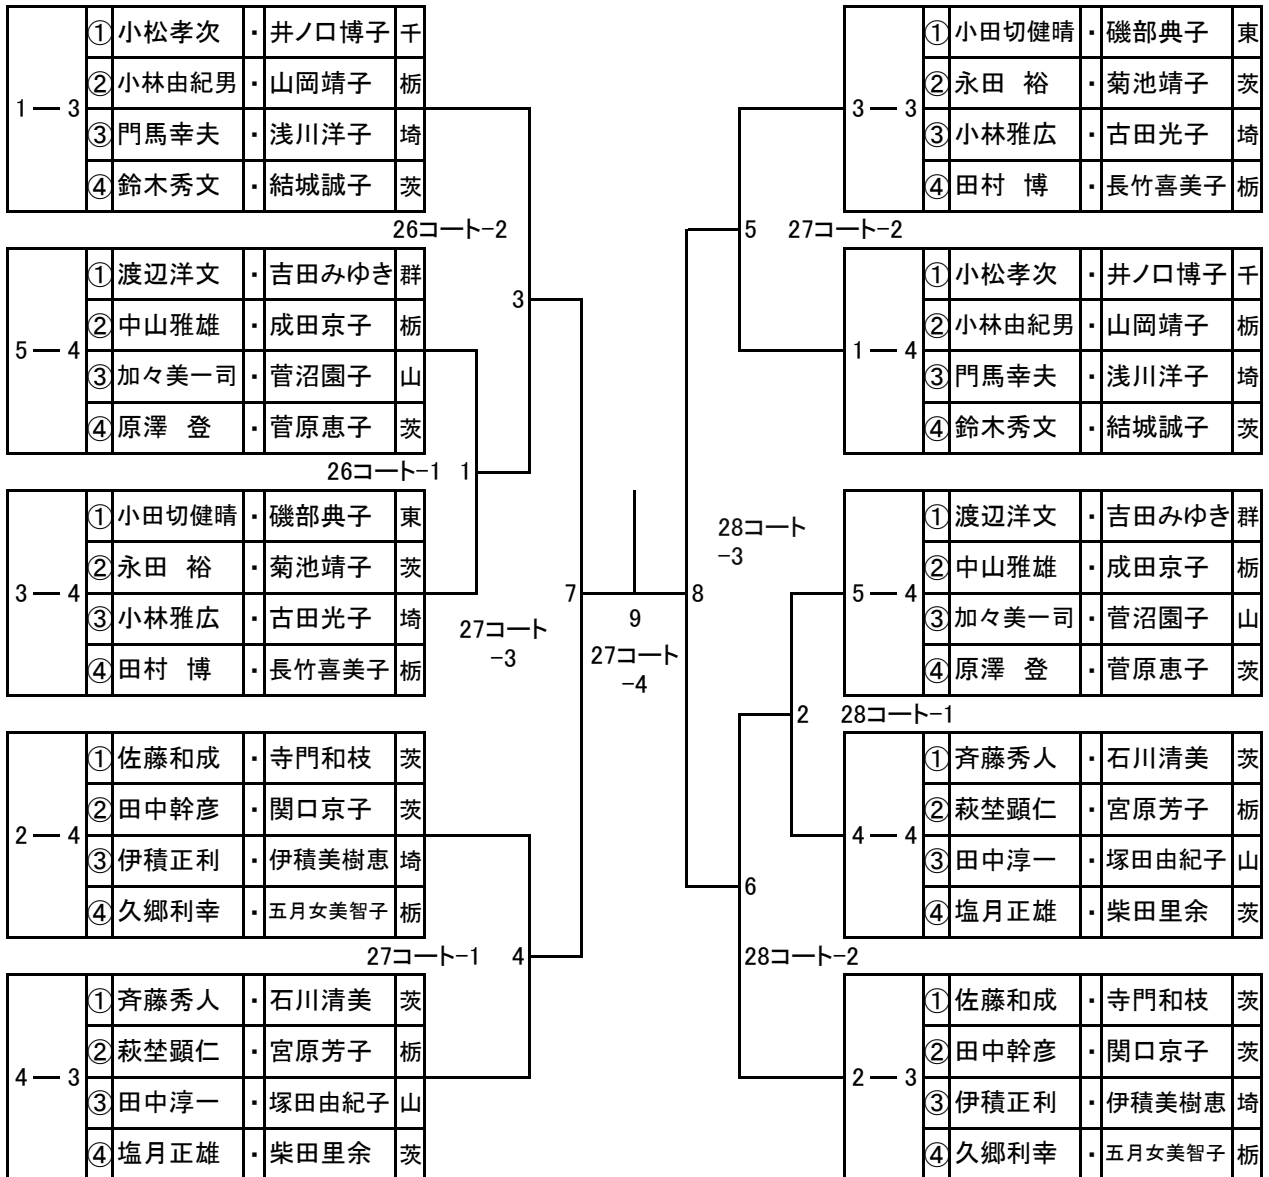 1 — 3
① 小松孝次 ・ 井ノ口博子 千
② 小林由紀男 ・ 山岡靖子 栃
③ 門馬幸夫 ・ 浅川洋子 埼
④ 鈴木秀文 ・ 結城誠子 茨
26コート-2
5 — 4
① 渡辺洋文 ・ 吉田みゆき 群
② 中山雅雄 ・ 成田京子 栃
③ 加々美一司 ・ 菅沼園子 山
④ 原澤 登 ・ 菅原恵子 茨
3
26コート-1 1
3 — 4
① 小田切健晴 ・ 磯部典子 東
② 永田 裕 ・ 菊池靖子 茨
③ 小林雅広 ・ 古田光子 埼
④ 田村 博 ・ 長竹喜美子 栃
7
27コート
-3
2 — 4
① 佐藤和成 ・ 寺門和枝 茨
② 田中幹彦 ・ 関口京子 茨
③ 伊積正利 ・ 伊積美樹恵 埼
④ 久郷利幸 ・ 五月女美智子 栃
27コート-1 4
4 — 3
① 斉藤秀人 ・ 石川清美 茨
② 萩埜顕仁 ・ 宮原芳子 栃
③ 田中淳一 ・ 塚田由紀子 山
④ 塩月正雄 ・ 柴田里余 茨
9
27コート
-4
3 — 3
① 小田切健晴 ・ 磯部典子 東
② 永田 裕 ・ 菊池靖子 茨
③ 小林雅広 ・ 古田光子 埼
④ 田村 博 ・ 長竹喜美子 栃
5 27コート-2
1 — 4
① 小松孝次 ・ 井ノ口博子 千
② 小林由紀男 ・ 山岡靖子 栃
③ 門馬幸夫 ・ 浅川洋子 埼
④ 鈴木秀文 ・ 結城誠子 茨
28コート
-3
8
5 — 4
① 渡辺洋文 ・ 吉田みゆき 群
② 中山雅雄 ・ 成田京子 栃
③ 加々美一司 ・ 菅沼園子 山
④ 原澤 登 ・ 菅原恵子 茨
2 28コート-1
4 — 4
① 斉藤秀人 ・ 石川清美 茨
② 萩埜顕仁 ・ 宮原芳子 栃
③ 田中淳一 ・ 塚田由紀子 山
④ 塩月正雄 ・ 柴田里余 茨
6
28コート-2
2 — 3
① 佐藤和成 ・ 寺門和枝 茨
② 田中幹彦 ・ 関口京子 茨
③ 伊積正利 ・ 伊積美樹恵 埼
④ 久郷利幸 ・ 五月女美智子 栃